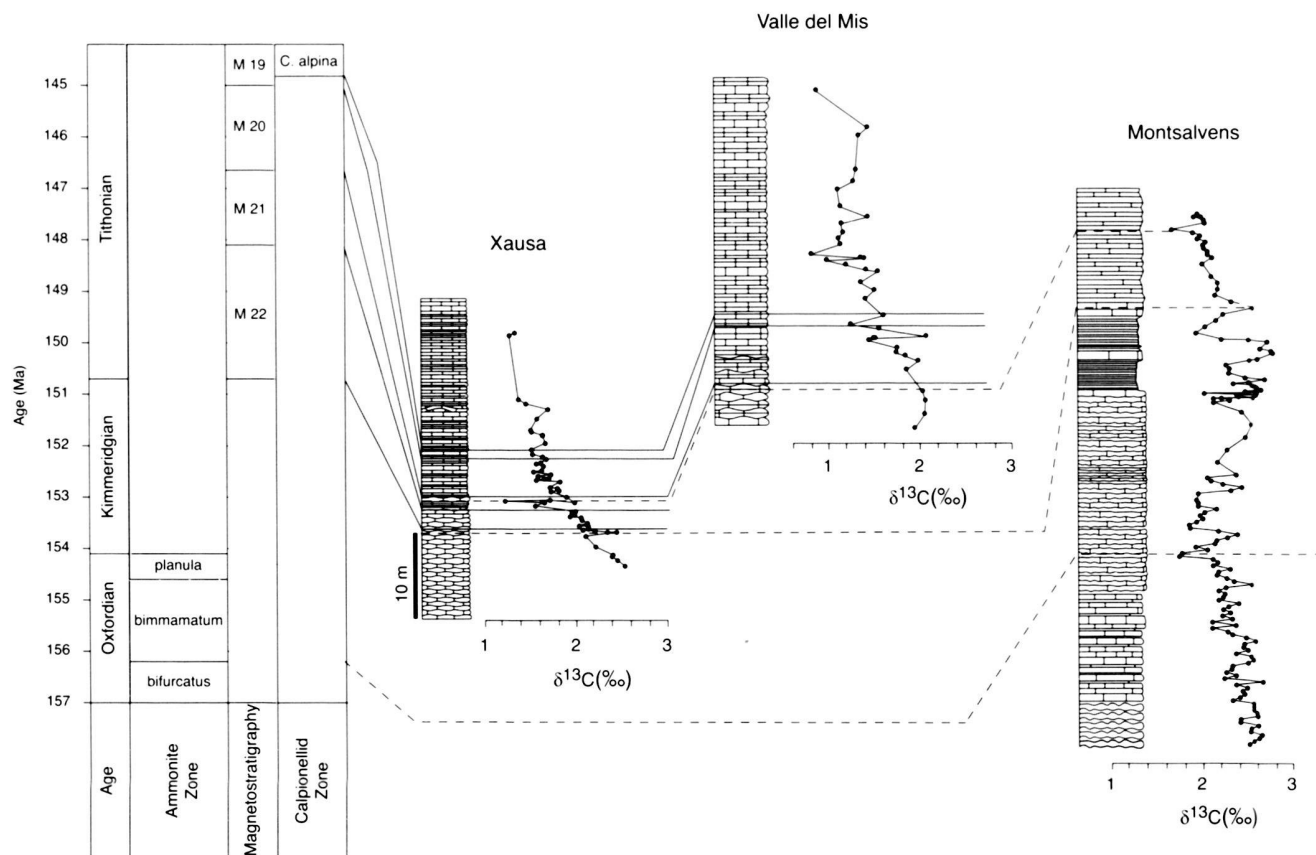 Valle del Mis
Montsalvens
Xausa
Age (Ma)
145
146
147
148
149
150
151
152
153
154
155
156
157
Tithonian
Kimmeridgian
Oxfordian
Age
planula
bimmamatum
bifurcatus
Ammonite
Zone
M 19
M 20
M 21
M 22
Magnetostratigraphy
C. alpina
Calpionellid
Zone
10 m
1 2 3
δ13C(‰)
1 2 3
δ13C(‰)
1 2 3
δ13C(‰)